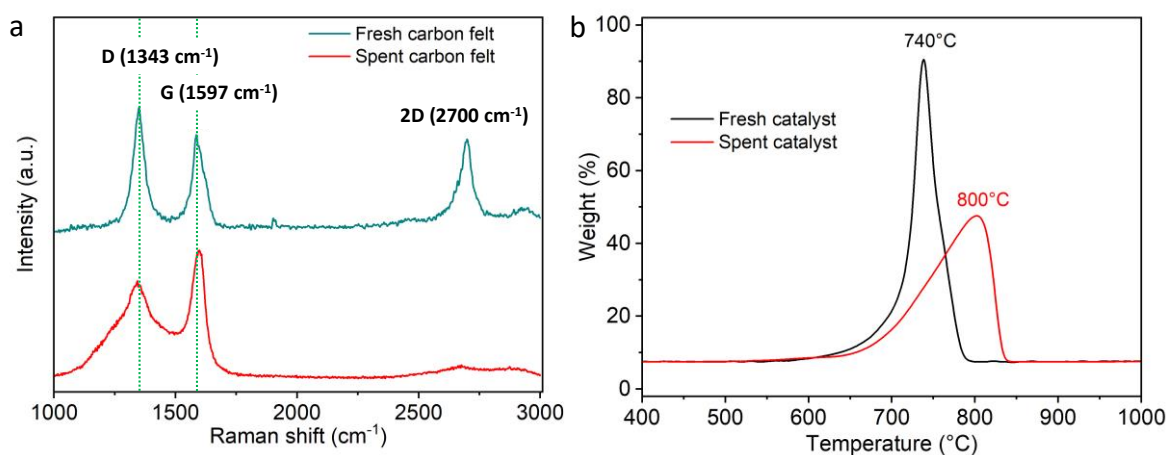 a
Fresh carbon felt
Spent carbon felt
D (1343 cm⁻¹)
G (1597 cm⁻¹)
2D (2700 cm⁻¹)
Intensity (a.u.)
1000 1500 2000 2500 3000
Raman shift (cm⁻¹)
b
740°C
Fresh catalyst
Spent catalyst
800°C
Weight (%)
100
80
60
40
20
0
400 500 600 700 800 900 1000
Temperature (°C)